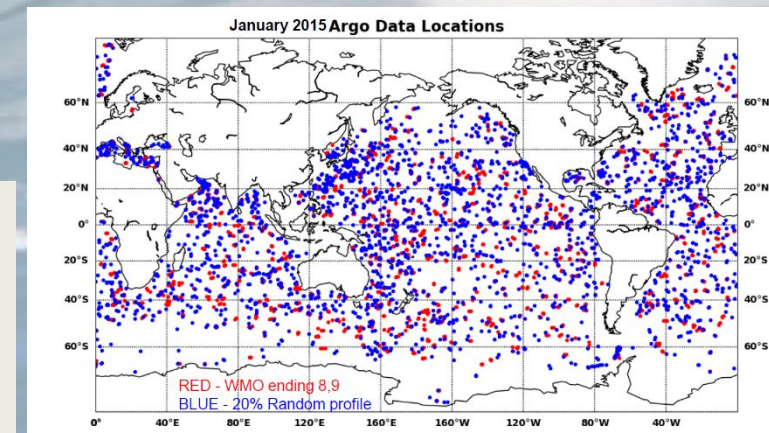 January 2015 Argo Data Locations
60°N 60°N
40°N 40°N
20°N 20°N
0° 0°
20°S 20°S
40°S 40°S
60°S 60°S
RED - WMO ending 8,9
BLUE - 20% Random profile
0° 40°E 80°E 120°E 160°E 160°W 120°W 80°W 40°W